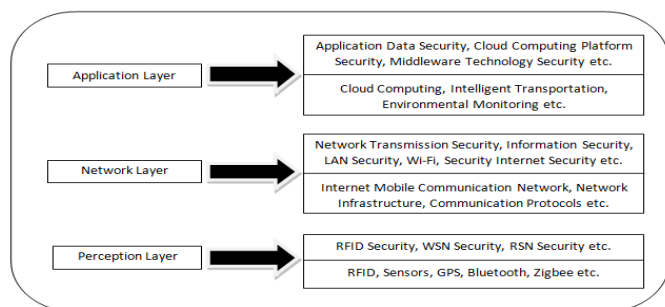 Application Layer
Application Data Security, Cloud Computing Platform
Security, Middleware Technology Security etc.
Cloud Computing, Intelligent Transportation,
Environmental Monitoring etc.
Network Layer
Network Transmission Security, Information Security,
LAN Security, Wi-Fi, Security Internet Security etc.
Internet Mobile Communication Network, Network
Infrastructure, Communication Protocols etc.
Perception Layer
RFID Security, WSN Security, RSN Security etc.
RFID, Sensors, GPS, Bluetooth, Zigbee etc.